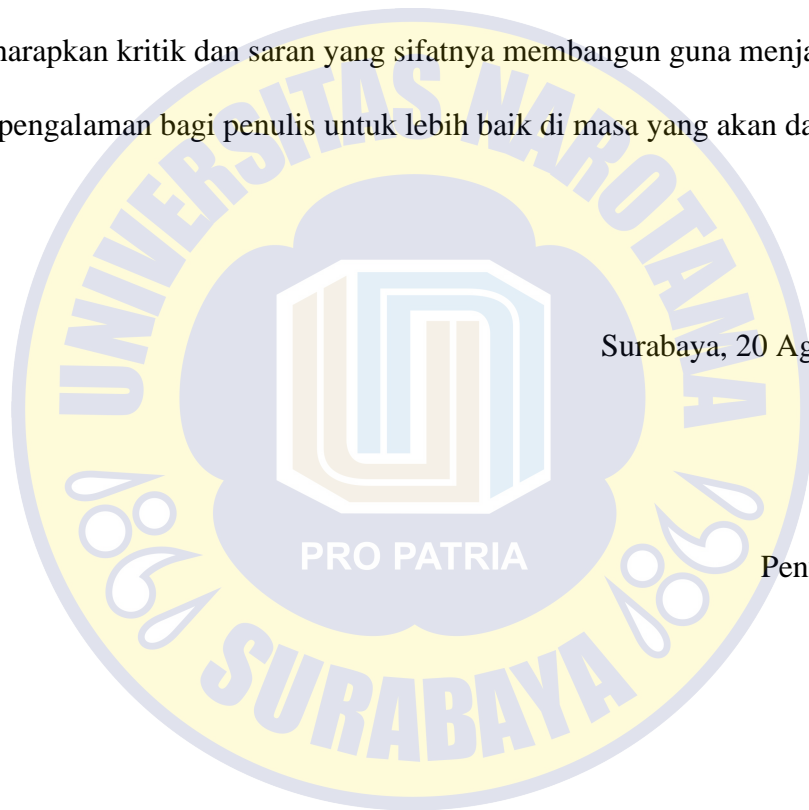 harapkan kritik dan saran yang sifatnya membangun guna menja
pengalaman bagi penulis untuk lebih baik di masa yang akan da
Surabaya, 20 Ag
Pen
UNIVERSITAS NAROTAMA
PRO PATRIA
SURABAYA